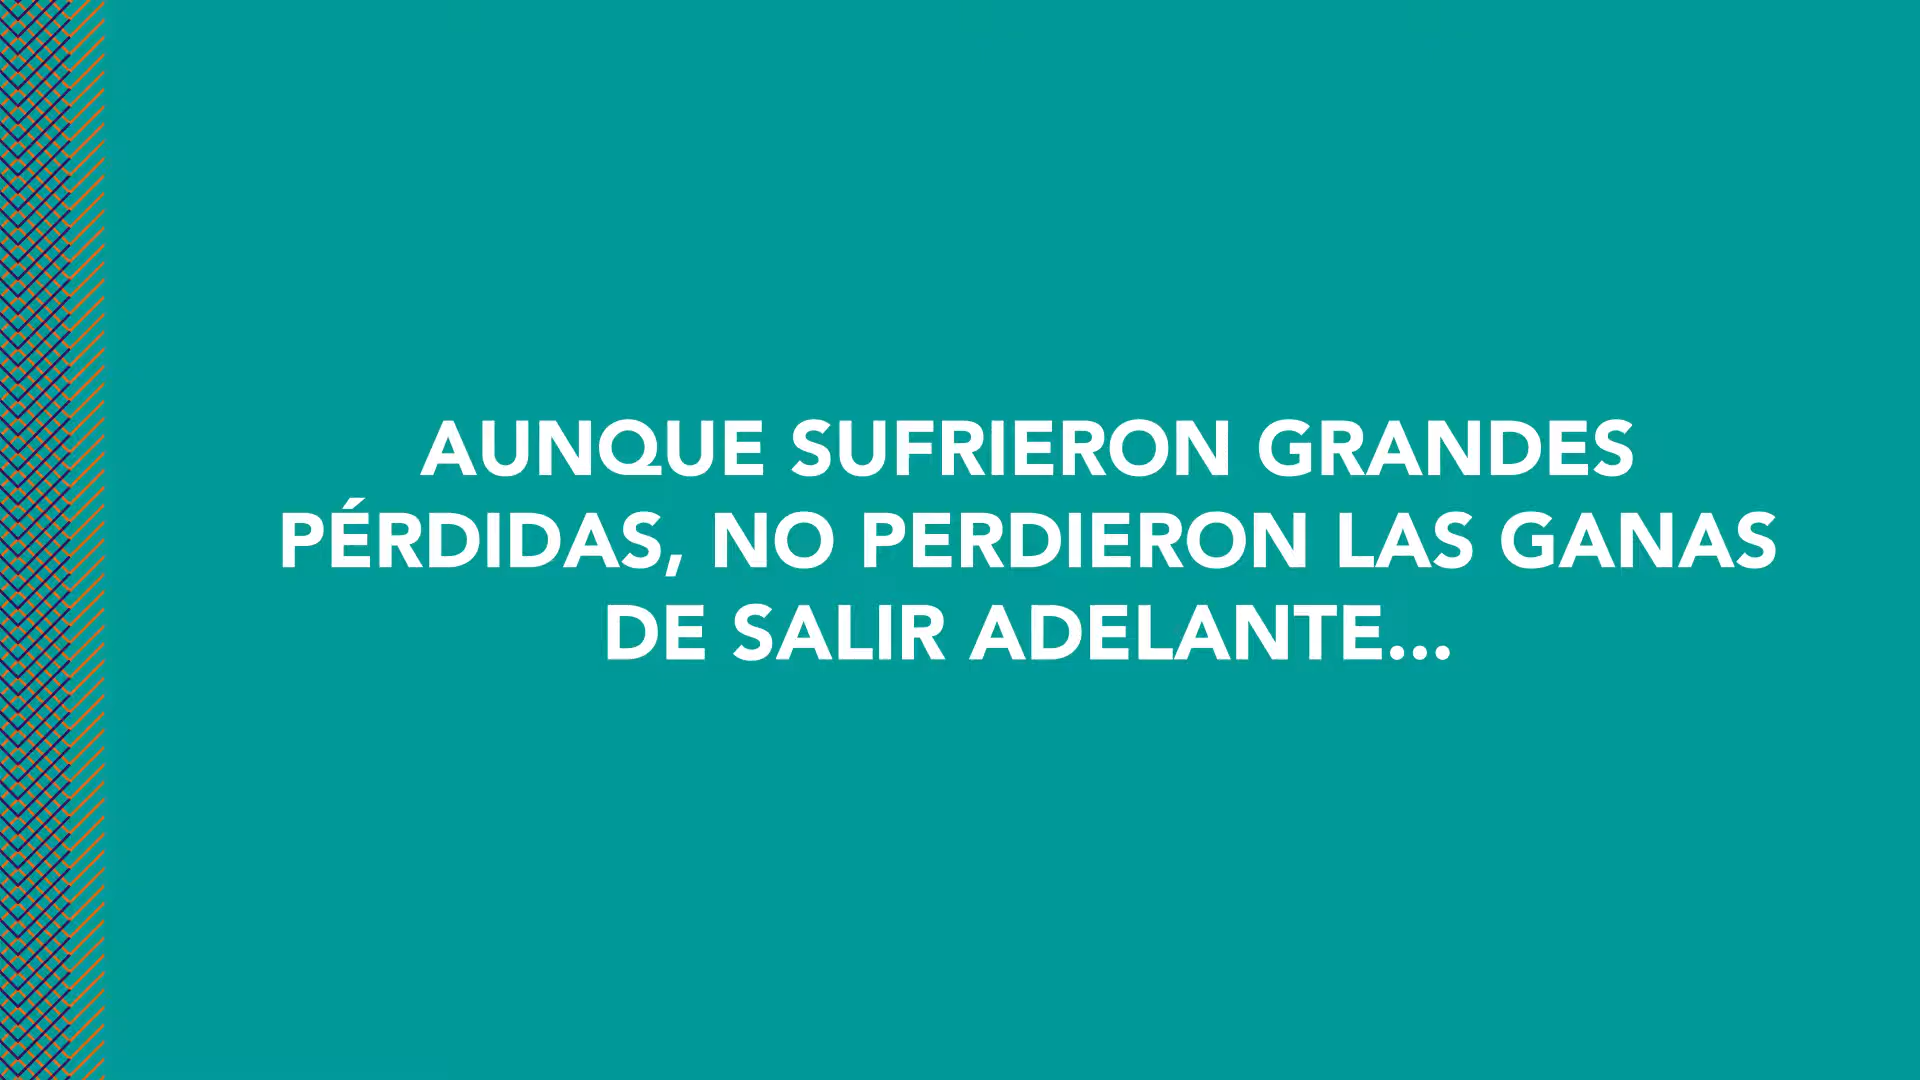 AUNQUE SUFRIERON GRANDES
PÉRDIDAS, NO PERDIERON LAS GANAS
DE SALIR ADELANTE...